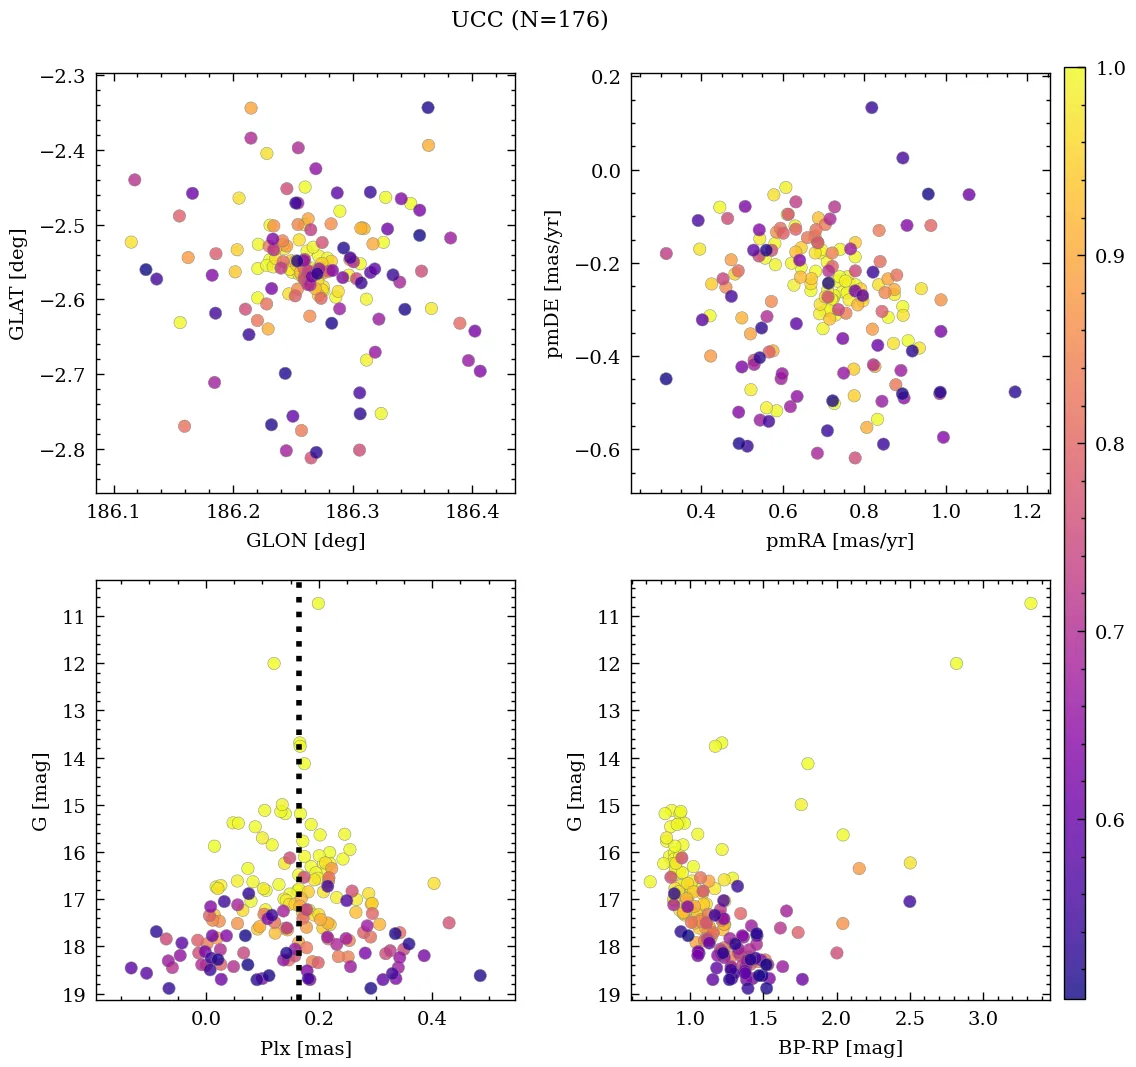 UCC (N=176)
−2.3
−2.4
−2.5
−2.6
−2.7
−2.8
GLAT [deg]
186.1 186.2 186.3 186.4
GLON [deg]
0.2
0.0
−0.2
−0.4
−0.6
pmDE [mas/yr]
0.4 0.6 0.8 1.0 1.2
pmRA [mas/yr]
11
12
13
14
15
16
17
18
19
G [mag]
0.0 0.2 0.4
Plx [mas]
11
12
13
14
15
16
17
18
19
G [mag]
1.0 1.5 2.0 2.5 3.0
BP-RP [mag]
1.0
0.9
0.8
0.7
0.6